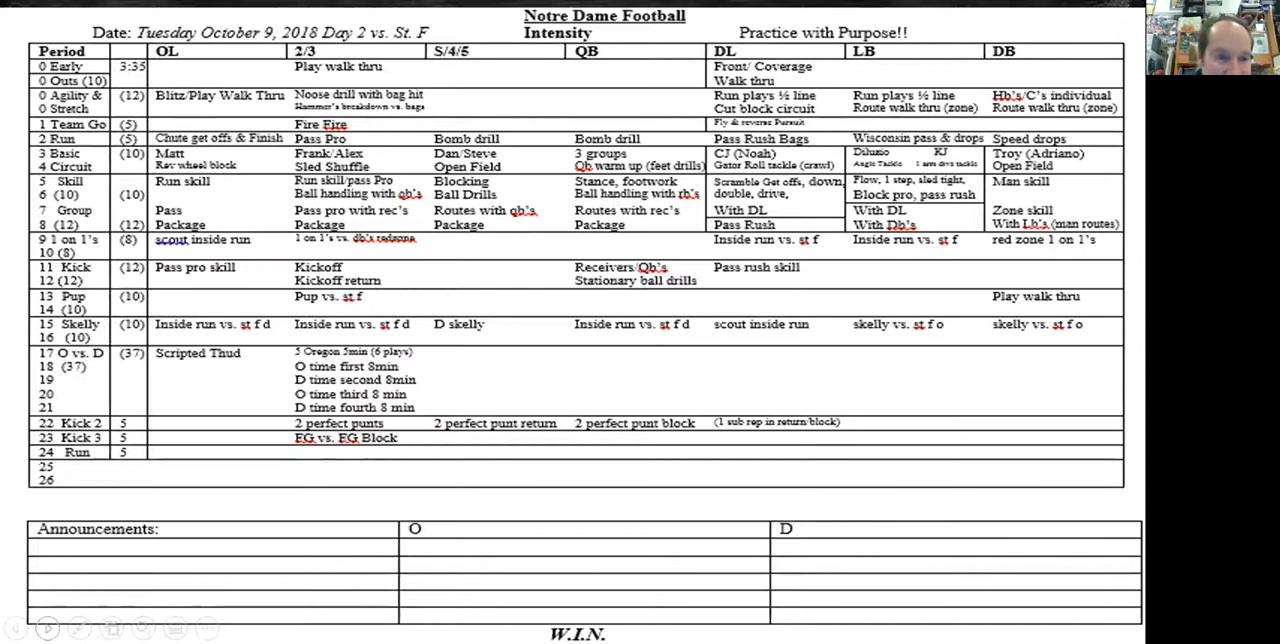 Notre Dame Football
Date: Tuesday October 9, 2018 Day 2 vs. St. F Intensity Practice with Purpose!!
Period OL 2/3 S/4/5 QB DL LB DB
0 Early 3:35 Play walk thru Front/ Coverage
0 Outs (10) Walk thru
0 Agility & (12) Blitz/Play Walk Thru Noose drill with bag hit Run plays ½ line Run plays ½ line Hb's/C's individual
0 Stretch Hammer's breakdown vs. bags Cut block circuit Route walk thru (zone) Route walk thru (zone)
1 Team Go (5) Fire Fire Fly & reverse Pursuit
2 Run (5) Chute get offs & Finish Pass Pro Bomb drill Bomb drill Pass Rush Bags Wisconsin pass & drops Speed drops
3 Basic (10) Matt Frank/Alex Dan/Steve 3 groups CJ (Noah) Diluzio KJ Troy (Adriano)
4 Circuit Rev wheel block Sled Shuffle Open Field Qb warm up (feet drills) Gator Roll tackle (crawl) Angle Tackle 1 arm dive tackle Open Field
5 Skill Run skill Run skill/pass Pro Blocking Stance, footwork Scramble Get offs, down, Flow, 1 step, sled tight, Man skill
6 (10) (10) Ball handling with qb's Ball Drills Ball handling with rb's double, drive, Block pro, pass rush
7 Group Pass Pass pro with rec's Routes with qb's Routes with rec's With DL With DL Zone skill
8 (12) (12) Package Package Package Package Pass Rush With Db's With Lb's (man routes)
9 1 on 1's (8) scout inside run 1 on 1's vs. db's redzone Inside run vs. st f Inside run vs. st f red zone 1 on 1's
10 (8)
11 Kick (12) Pass pro skill Kickoff Receivers/Qb's Pass rush skill
12 (12) Kickoff return Stationary ball drills
13 Pup (10) Pup vs. st f Play walk thru
14 (10)
15 Skelly (10) Inside run vs. st f d Inside run vs. st f d D skelly Inside run vs. st f d scout inside run skelly vs. st f o skelly vs. st f o
16 (10)
17 O vs. D (37) Scripted Thud 5 Oregon 5min (6 plays)
18 (37) O time first 8min
19 D time second 8min
20 O time third 8 min
21 D time fourth 8 min
22 Kick 2 5 2 perfect punts 2 perfect punt return 2 perfect punt block (1 sub rep in return/block)
23 Kick 3 5 FG vs. FG Block
24 Run 5
25
26
Announcements: O D
W.I.N.